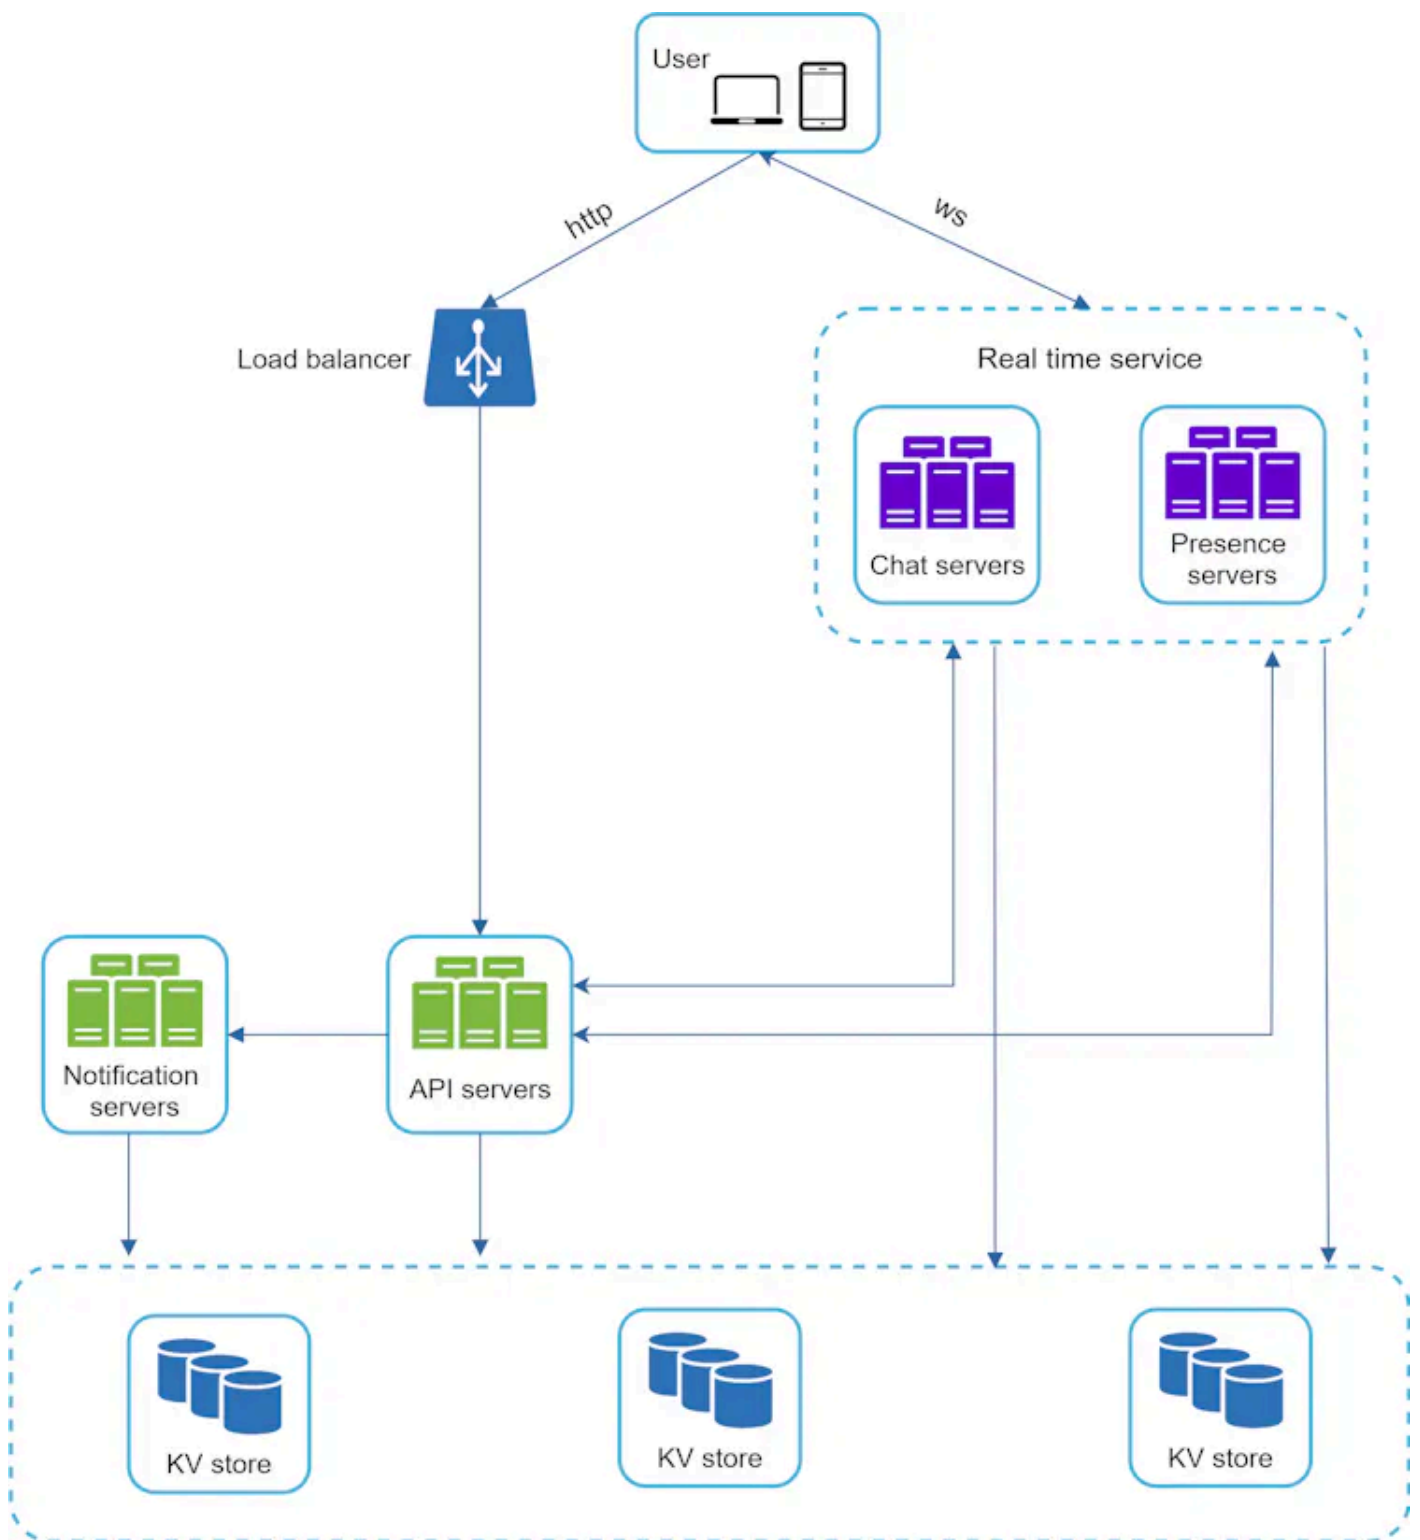 User
http
ws
Load balancer
Real time service
Chat servers
Presence
servers
Notification
servers
API servers
KV store
KV store
KV store